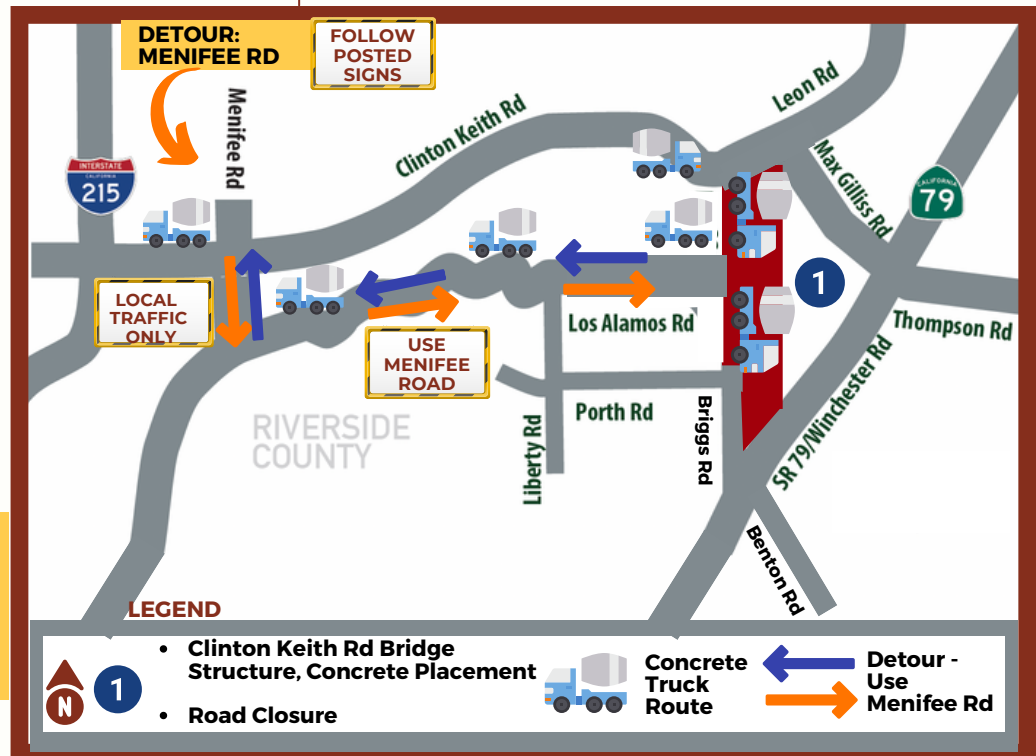 DETOUR:
MENIFEE RD
FOLLOW
POSTED
SIGNS
Menifee Rd
Clinton Keith Rd
Leon Rd
Max Gilliss Rd
INTERSTATE
CALIFORNIA
215
CALIFORNIA
79
1
LOCAL
TRAFFIC
ONLY
USE
MENIFEE
ROAD
Los Alamos Rd
Thompson Rd
Porth Rd
Liberty Rd
Briggs Rd
SR 79/Winchester Rd
Benton Rd
RIVERSIDE
COUNTY
LEGEND
N
1
• Clinton Keith Rd Bridge
Structure, Concrete Placement
• Road Closure
Concrete
Truck
Route
Detour -
Use
Menifee Rd